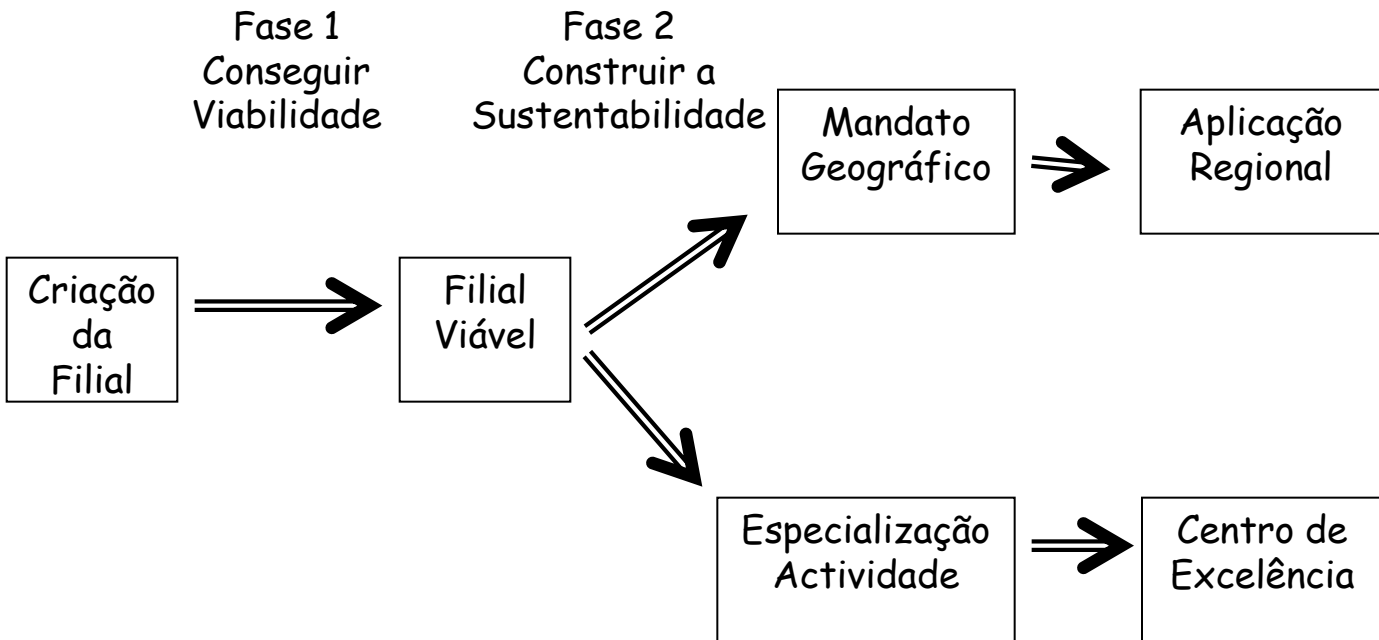 Fase 1
Conseguir
Viabilidade
Fase 2
Construir a
Sustentabilidade
Mandato
Geográfico
Aplicação
Regional
Criação
da
Filial
Filial
Viável
Especialização
Actividade
Centro de
Excelência